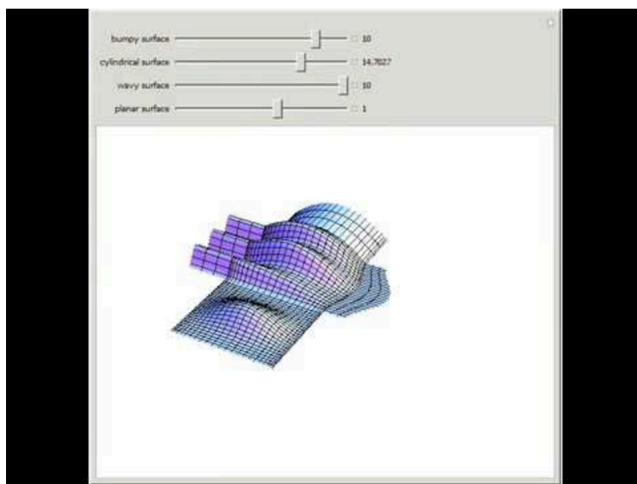 bumpy surface 10
cylindrical surface 14.7027
wavy surface 10
planar surface 1